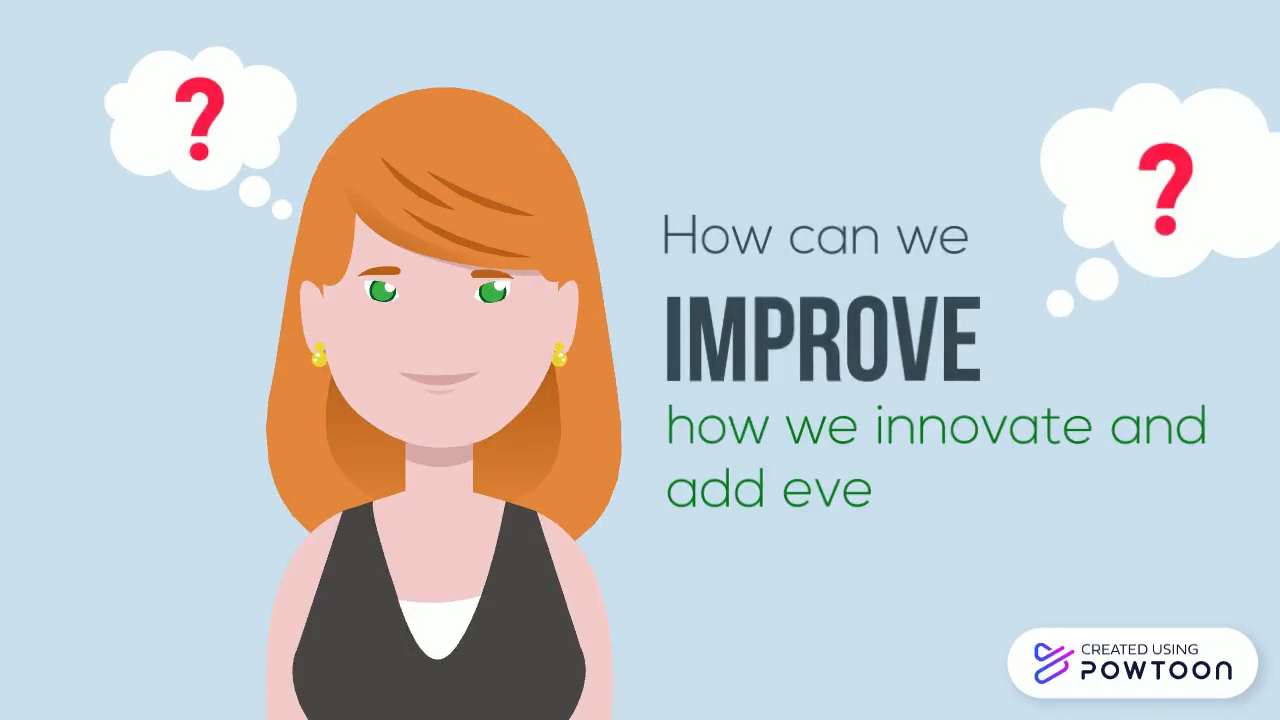 ?
?
How can we
IMPROVE
how we innovate and
add eve
CREATED USING
POWTOON